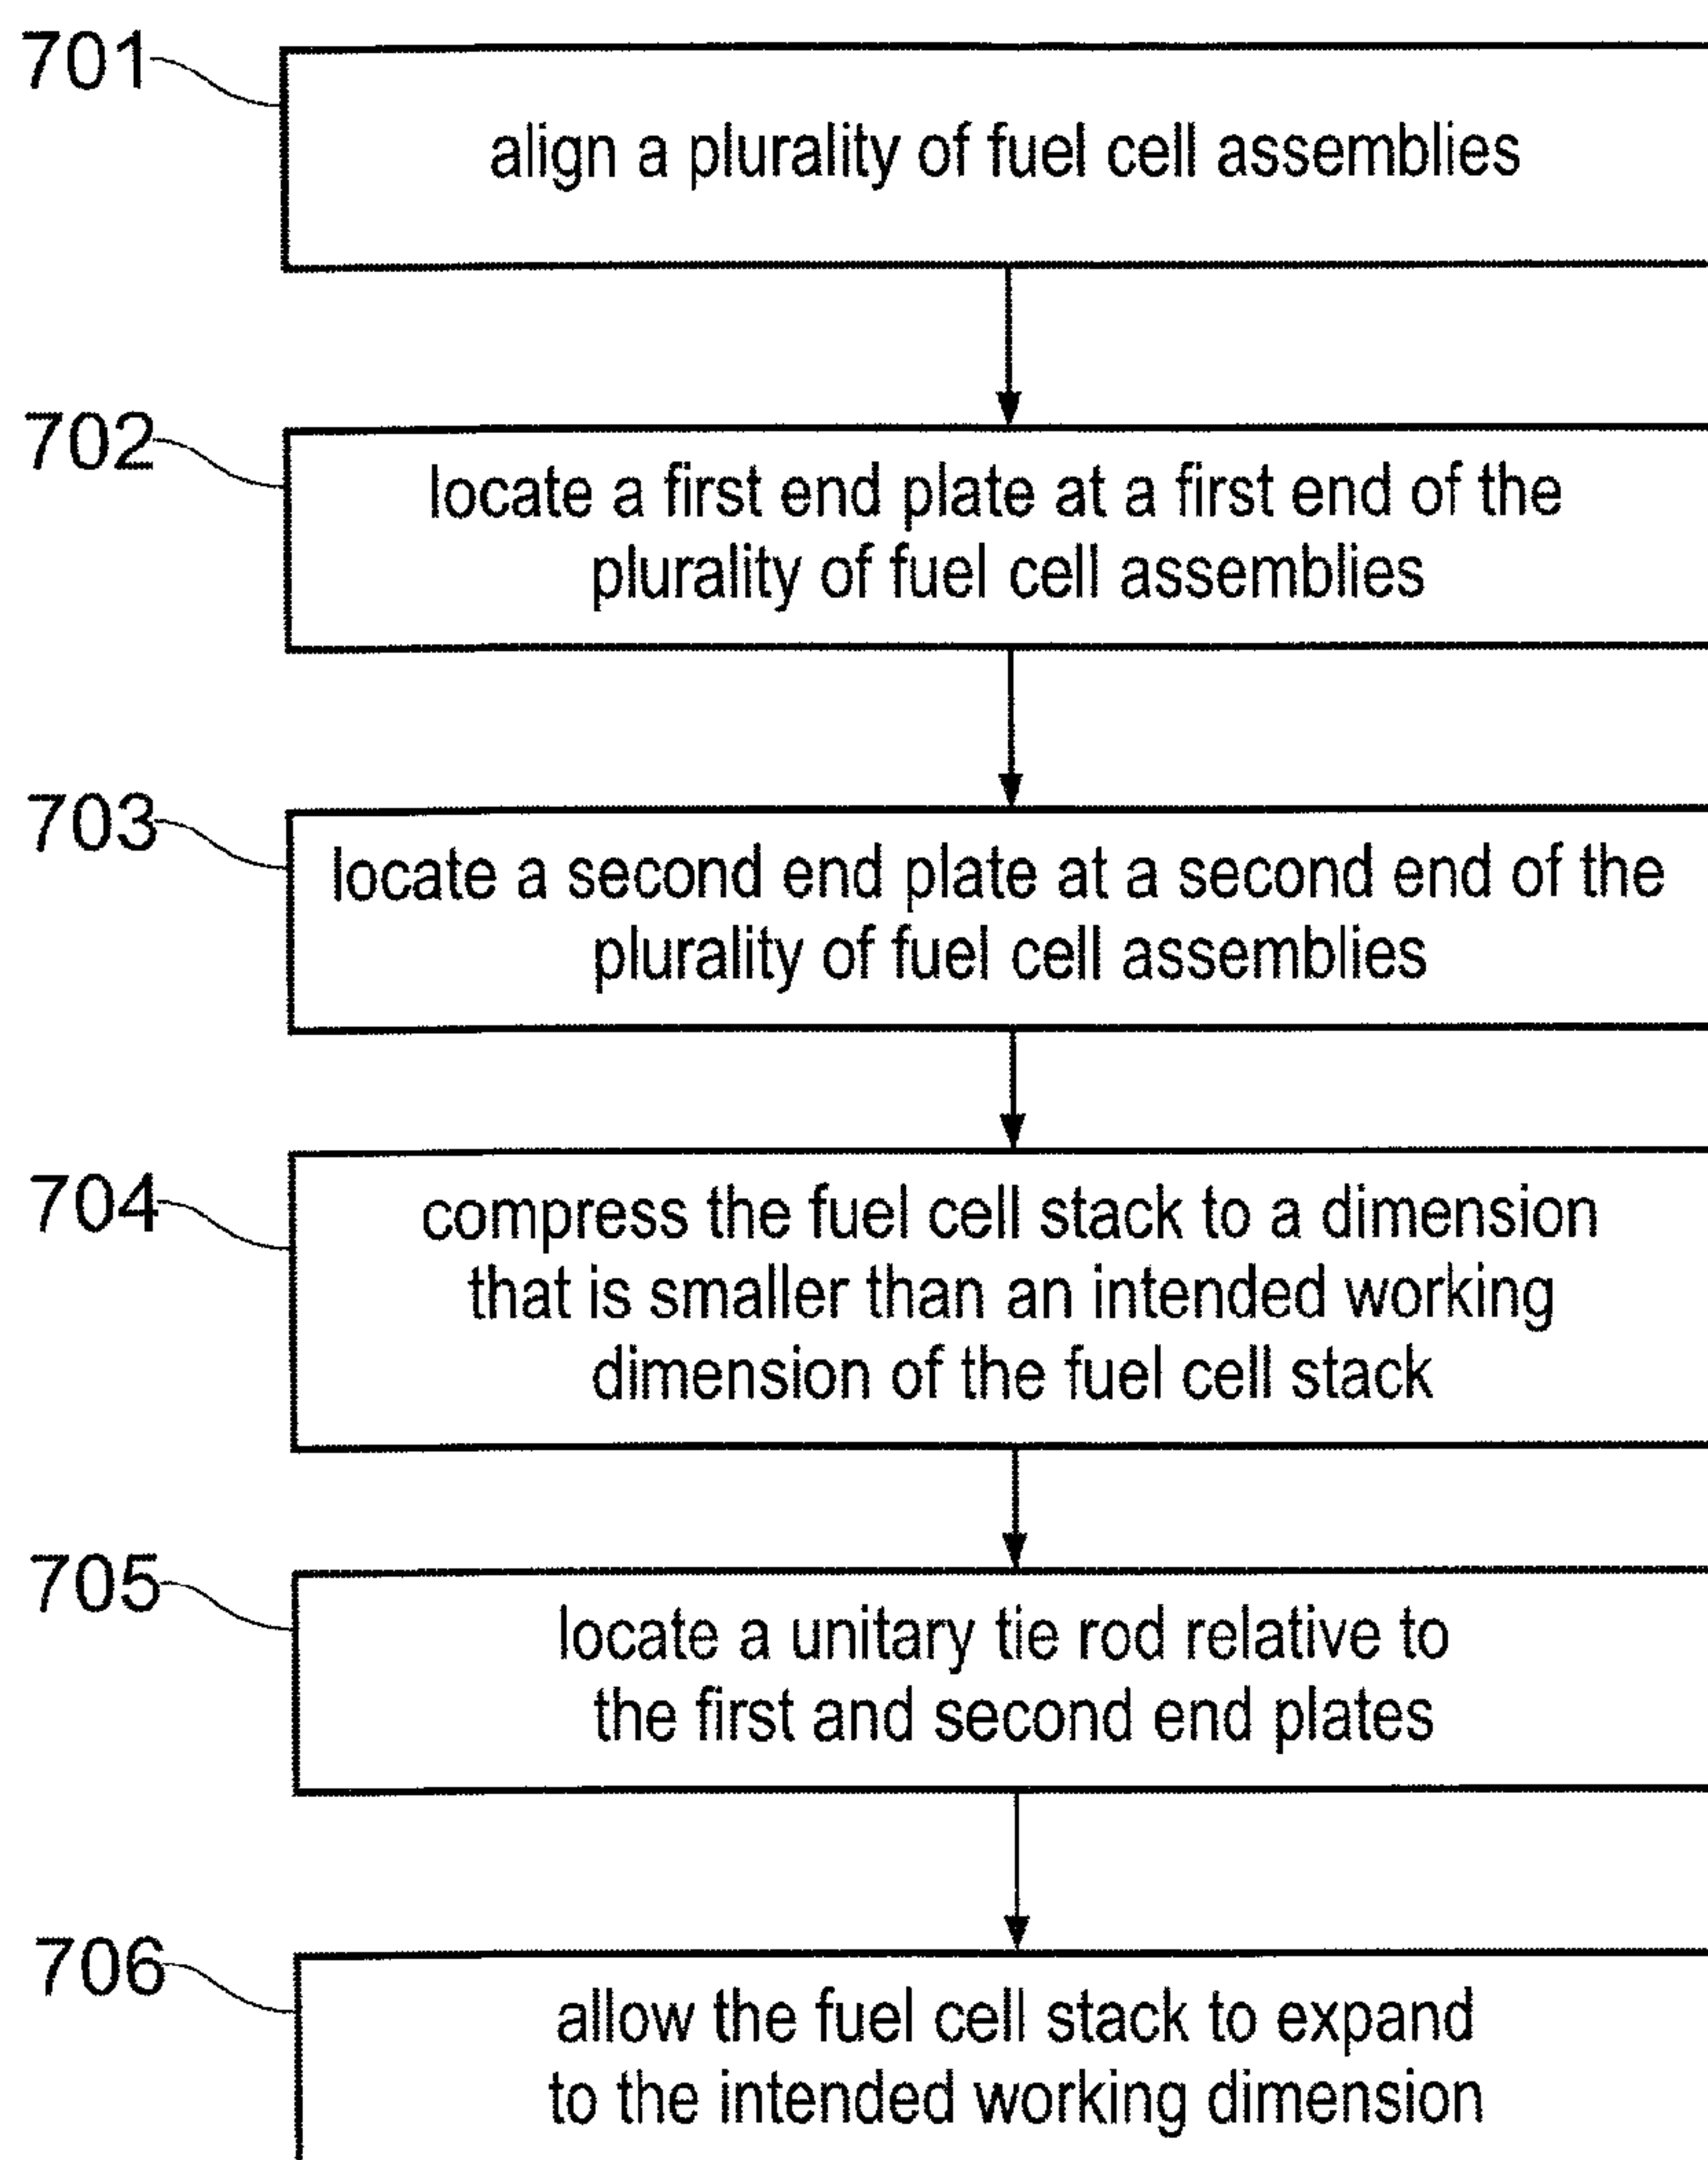 701
align a plurality of fuel cell assemblies
702
locate a first end plate at a first end of the
plurality of fuel cell assemblies
703
locate a second end plate at a second end of the
plurality of fuel cell assemblies
704
compress the fuel cell stack to a dimension
that is smaller than an intended working
dimension of the fuel cell stack
705
locate a unitary tie rod relative to
the first and second end plates
706
allow the fuel cell stack to expand
to the intended working dimension